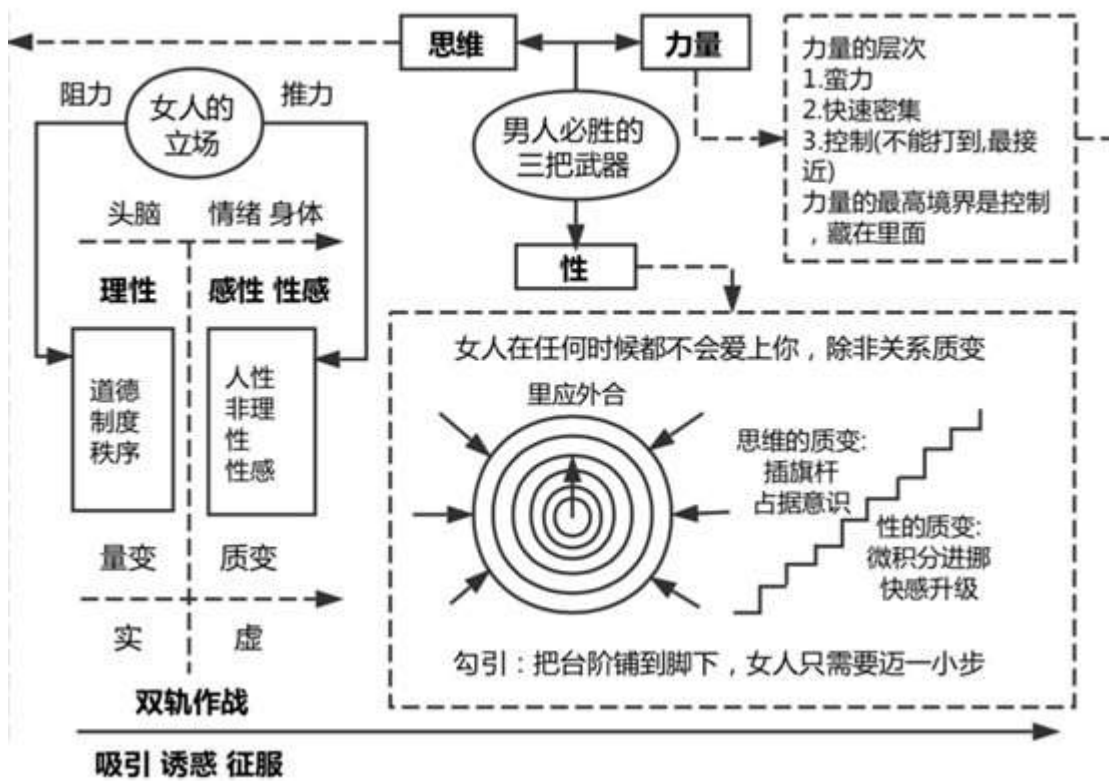 思维
力量
阻力
女人的
立场
推力
男人必胜的
三把武器
力量的层次
1.蛮力
2.快速密集
3.控制(不能打到,最接
近)
力量的最高境界是控制
，藏在里面
头脑
情绪 身体
性
理性
感性 性感
道德
制度
秩序
人性
非理
性
性感
女人在任何时候都不会爱上你，除非关系质变
里应外合
思维的质变:
插旗杆
占据意识
性的质变:
微积分进挪
快感升级
量变
质变
实
虚
勾引：把台阶铺到脚下，女人只需要迈一小步
双轨作战
吸引 诱惑 征服